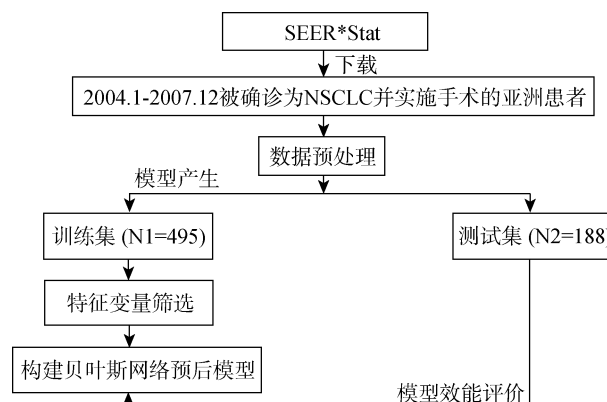 SEER*Stat
下载
2004.1-2007.12被确诊为NSCLC并实施手术的亚洲患者
数据预处理
模型产生
训练集 (N1=495)
测试集 (N2=188)
特征变量筛选
构建贝叶斯网络预后模型
模型效能评价